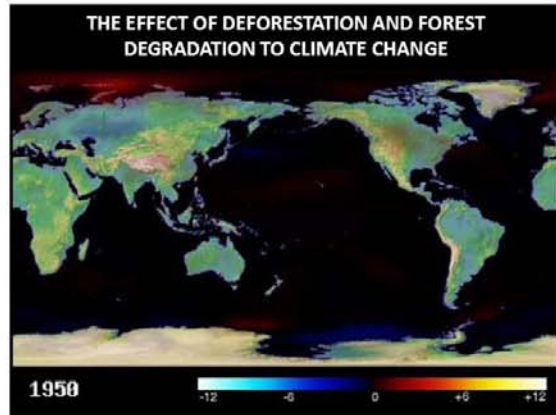 THE EFFECT OF DEFORESTATION AND FOREST
DEGRADATION TO CLIMATE CHANGE
1950
-12 -6 0 +6 +12